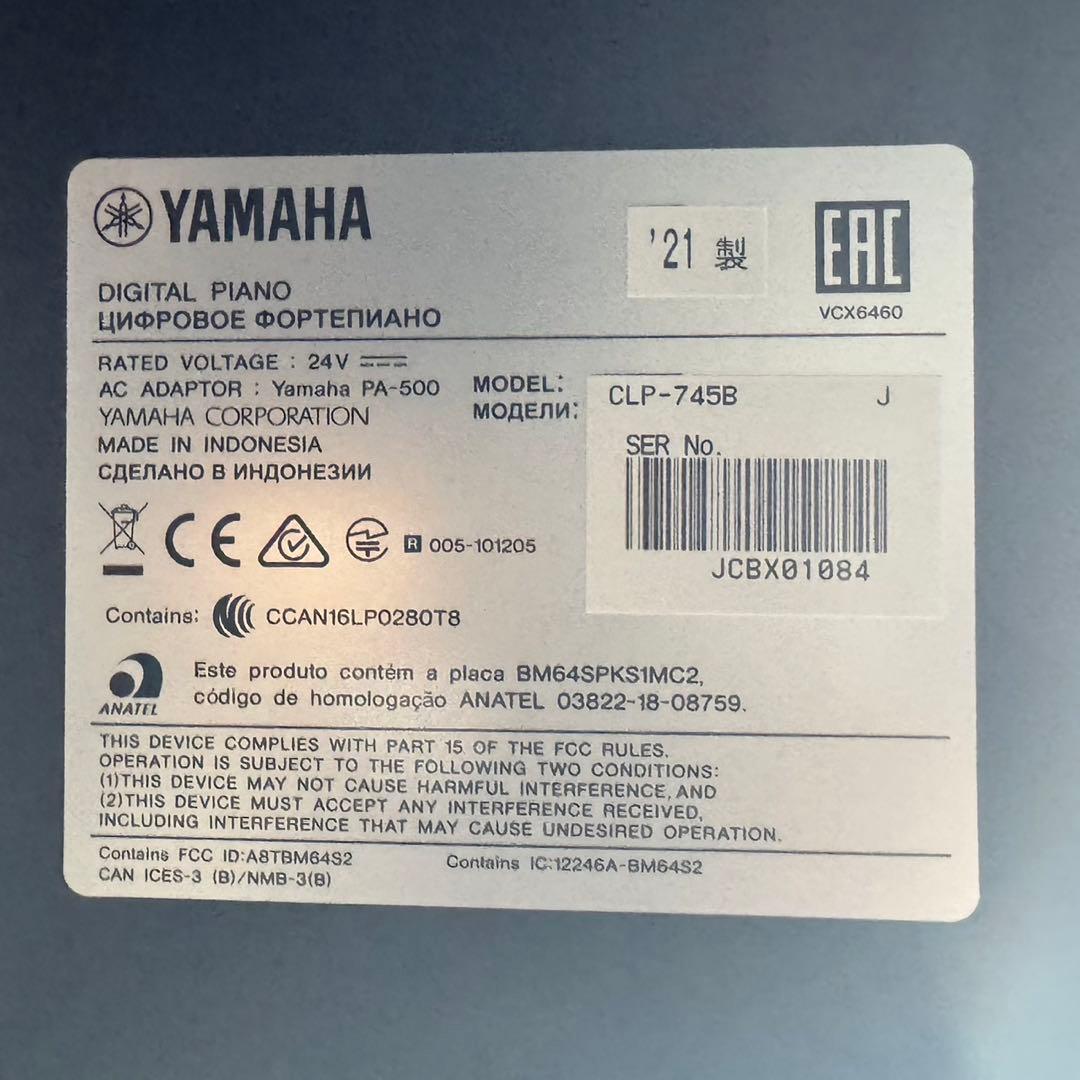 YAMAHA
'21 製
EAC
VCX6460
DIGITAL PIANO
ЦИФРОВОЕ ФОРТЕПИАНО
RATED VOLTAGE : 24V
AC ADAPTOR : Yamaha PA-500
YAMAHA CORPORATION
MADE IN INDONESIA
СДЕЛАНО В ИНДОНЕЗИИ
MODEL:
МОДЕЛИ:
CLP-745B J
SER No.
JCBX01084
CE
R 005-101205
Contains: CCAN16LP0280T8
ANATEL
Este produto contém a placa BM64SPKS1MC2,
código de homologação ANATEL 03822-18-08759.
THIS DEVICE COMPLIES WITH PART 15 OF THE FCC RULES.
OPERATION IS SUBJECT TO THE FOLLOWING TWO CONDITIONS:
(1)THIS DEVICE MAY NOT CAUSE HARMFUL INTERFERENCE,AND
(2)THIS DEVICE MUST ACCEPT ANY INTERFERENCE RECEIVED,
INCLUDING INTERFERENCE THAT MAY CAUSE UNDESIRED OPERATION.
Contains FCC ID:A8TBM64S2 Contains IC:12246A-BM64S2
CAN ICES-3 (B)/NMB-3(B)